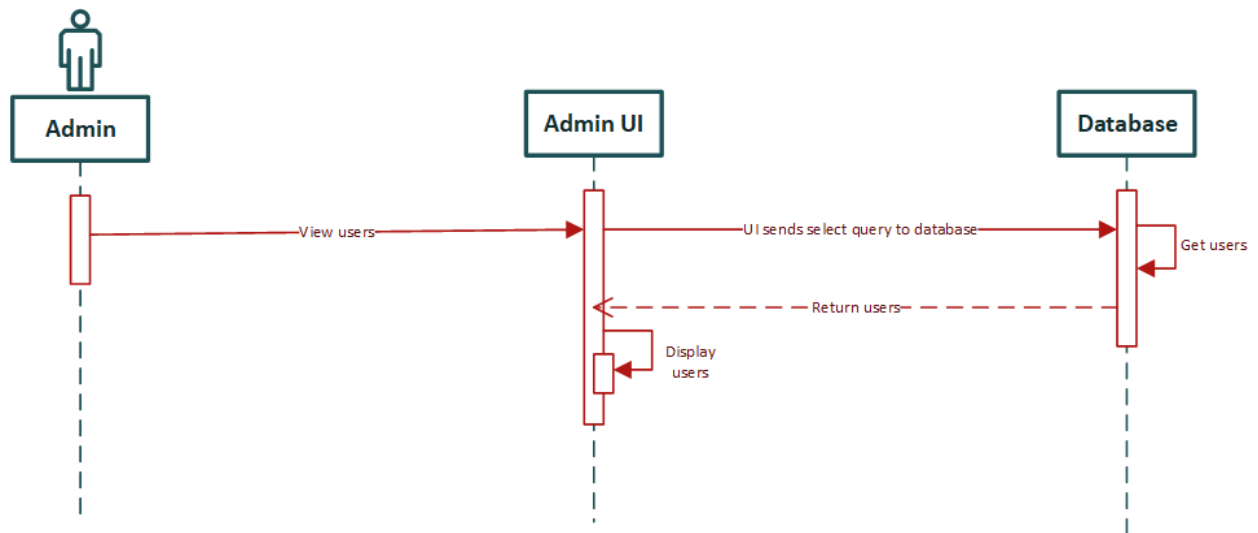 Admin
Admin UI
Database
View users
UI sends select query to database
Get users
Return users
Display
users